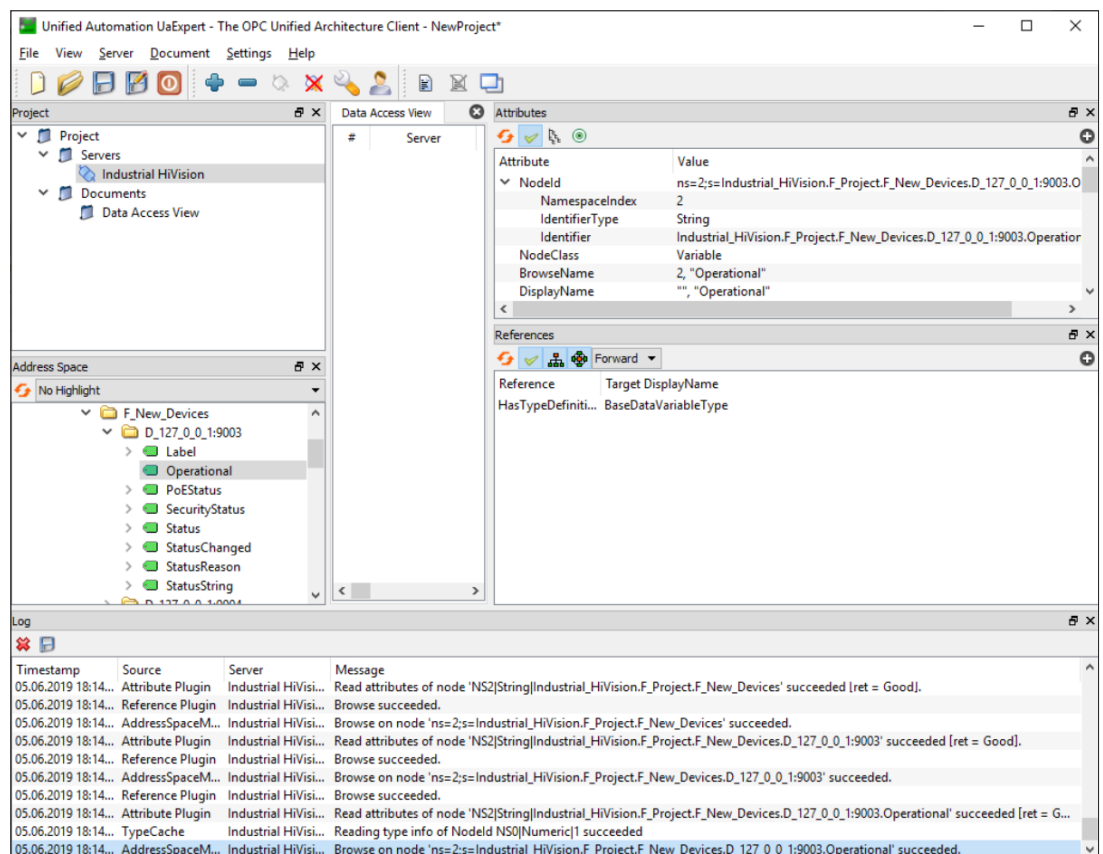 Unified Automation UaExpert - The OPC Unified Architecture Client - NewProject*
File View Server Document Settings Help
Project
Project
Servers
Industrial HiVision
Documents
Data Access View
Address Space
No Highlight
F_New_Devices
D_127_0_0_1:9003
Label
Operational
PoEStatus
SecurityStatus
Status
StatusChanged
StatusReason
StatusString
Data Access View
# Server
Attributes
Attribute Value
NodeId ns=2;s=Industrial_HiVision.F_Project.F_New_Devices.D_127_0_0_1:9003.O
NamespaceIndex 2
IdentifierType String
Identifier Industrial_HiVision.F_Project.F_New_Devices.D_127_0_0_1:9003.Operation
NodeClass Variable
BrowseName 2, "Operational"
DisplayName "", "Operational"
References
Forward
Reference Target DisplayName
HasTypeDefiniti... BaseDataVariableType
Log
Timestamp Source Server Message
05.06.2019 18:14... Attribute Plugin Industrial HiVisi... Read attributes of node 'NS2|String|Industrial_HiVision.F_Project.F_New_Devices' succeeded [ret = Good].
05.06.2019 18:14... Reference Plugin Industrial HiVisi... Browse succeeded.
05.06.2019 18:14... AddressSpaceM... Industrial HiVisi... Browse on node 'ns=2;s=Industrial_HiVision.F_Project.F_New_Devices' succeeded.
05.06.2019 18:14... Attribute Plugin Industrial HiVisi... Read attributes of node 'NS2|String|Industrial_HiVision.F_Project.F_New_Devices.D_127_0_0_1:9003' succeeded [ret = Good].
05.06.2019 18:14... Reference Plugin Industrial HiVisi... Browse succeeded.
05.06.2019 18:14... AddressSpaceM... Industrial HiVisi... Browse on node 'ns=2;s=Industrial_HiVision.F_Project.F_New_Devices.D_127_0_0_1:9003' succeeded.
05.06.2019 18:14... Reference Plugin Industrial HiVisi... Browse succeeded.
05.06.2019 18:14... Attribute Plugin Industrial HiVisi... Read attributes of node 'NS2|String|Industrial_HiVision.F_Project.F_New_Devices.D_127_0_0_1:9003.Operational' succeeded [ret = G...
05.06.2019 18:14... TypeCache Industrial HiVisi... Reading type info of NodeId NS0|Numeric|1 succeeded
05.06.2019 18:14... AddressSpaceM... Industrial HiVisi... Browse on node 'ns=2;s=Industrial_HiVision.F_Project.F_New_Devices.D_127_0_0_1:9003.Operational' succeeded.